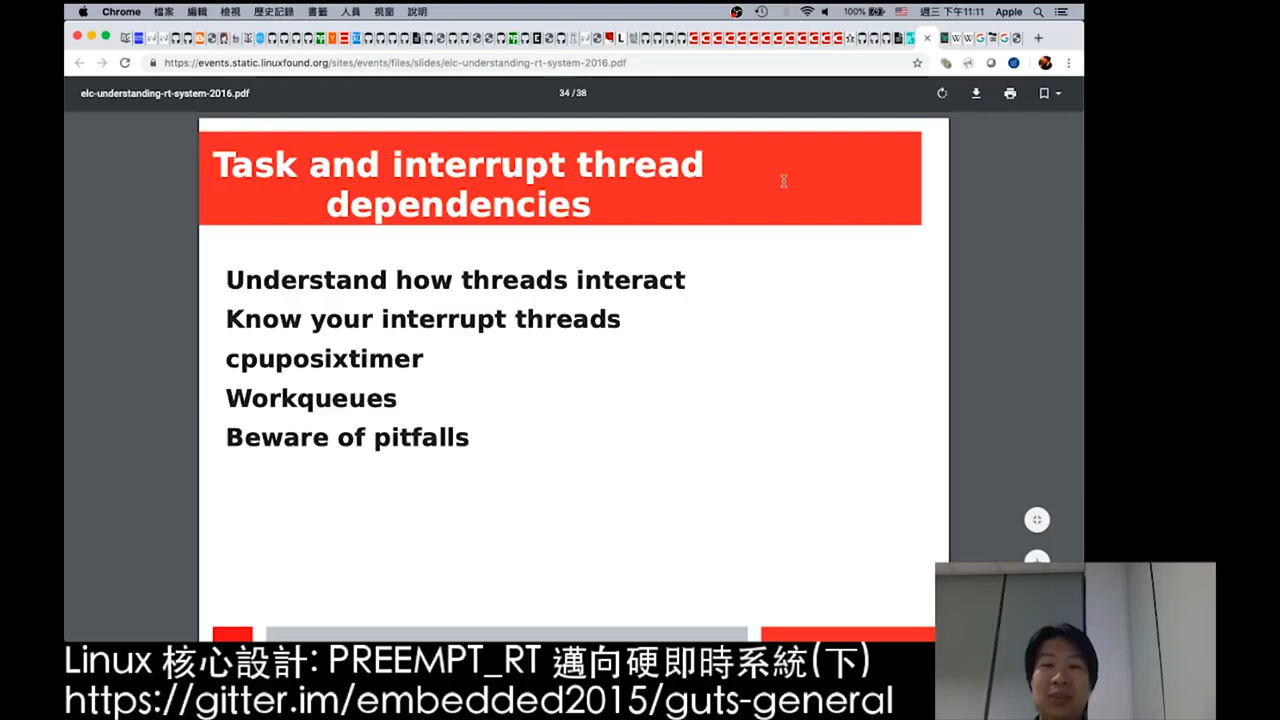 Chrome 檔案 編輯 檢視 歷史記錄 書籤 人員 視窗 說明 100% 週三 下午11:11 Apple
https://events.static.linuxfound.org/sites/events/files/slides/elc-understanding-rt-system-2016.pdf
elc-understanding-rt-system-2016.pdf 34 / 38
Task and interrupt thread
dependencies
Understand how threads interact
Know your interrupt threads
cpuposixtimer
Workqueues
Beware of pitfalls
Linux 核心設計: PREEMPT_RT 邁向硬即時系統(下)
https://gitter.im/embedded2015/guts-general